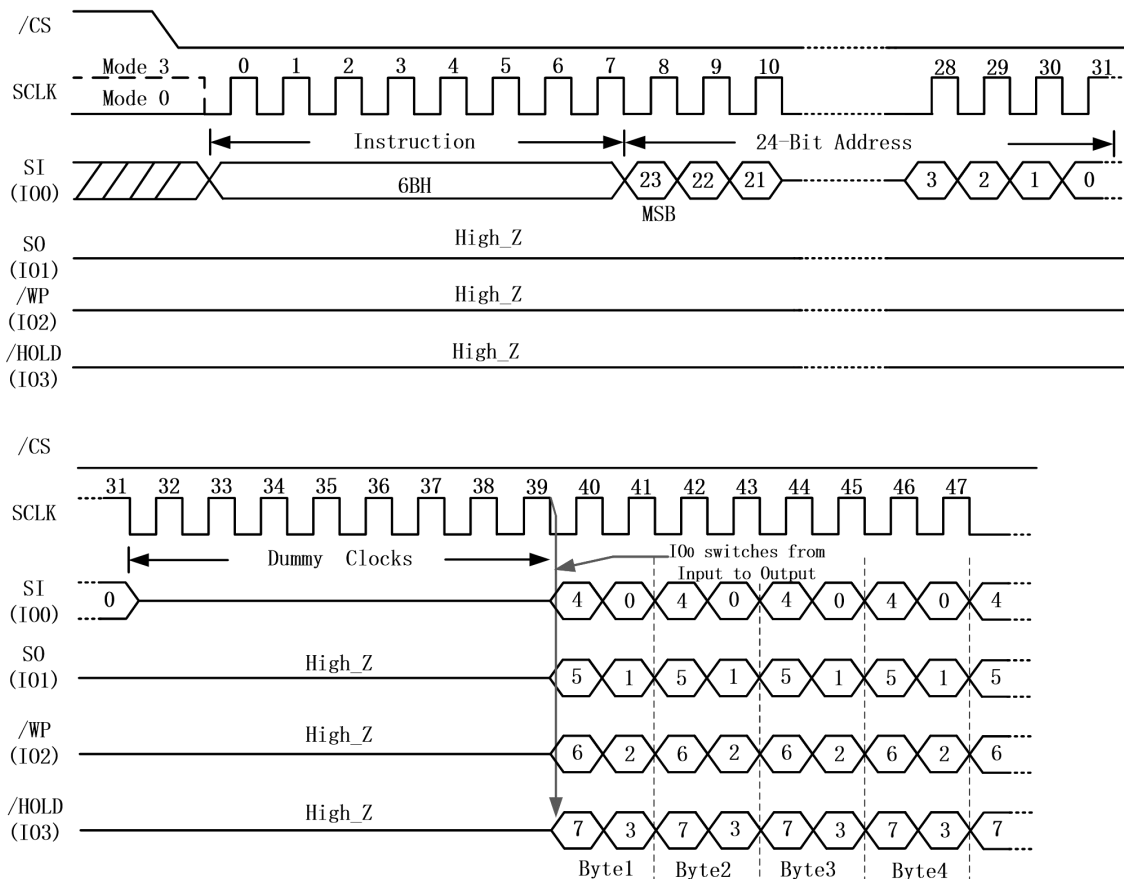 /CS
Mode 3
0 1 2 3 4 5 6 7 8 9 10 28 29 30 31
SCLK
Mode 0
Instruction
24-Bit Address
SI
(IO0)
6BH
23 22 21 3 2 1 0
MSB
SO
(IO1)
High_Z
/WP
(IO2)
High_Z
/HOLD
(IO3)
High_Z
/CS
31 32 33 34 35 36 37 38 39 40 41 42 43 44 45 46 47
SCLK
Dummy Clocks
IO0 switches from
Input to Output
SI
(IO0)
0 4 0 4 0 4 0 4 0 4
SO
(IO1)
High_Z
5 1 5 1 5 1 5 1 5
/WP
(IO2)
High_Z
6 2 6 2 6 2 6 2 6
/HOLD
(IO3)
High_Z
7 3 7 3 7 3 7 3 7
Byte1 Byte2 Byte3 Byte4